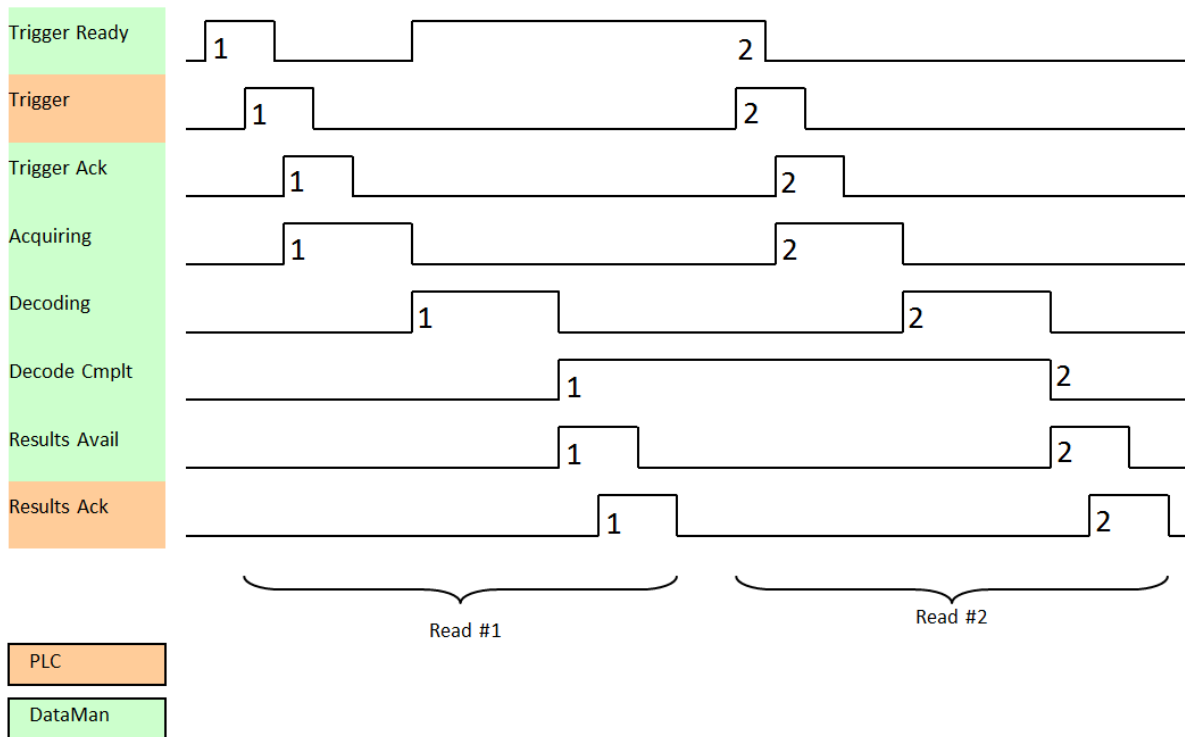 Trigger Ready
1
2
Trigger
1
2
Trigger Ack
1
2
Acquiring
1
2
Decoding
1
2
Decode Cmplt
1
2
Results Avail
1
2
Results Ack
1
2
Read #1
Read #2
PLC
DataMan